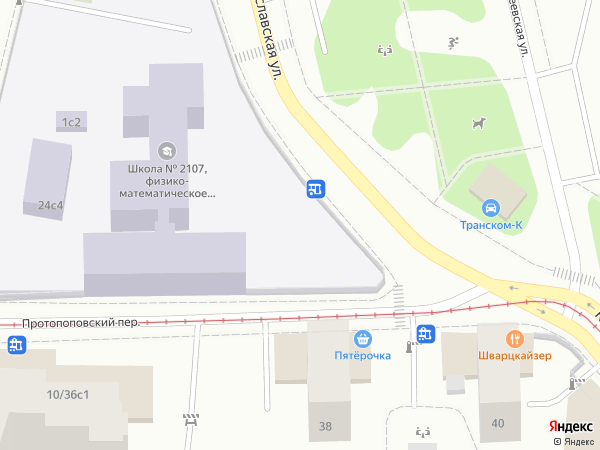 славская ул.
еевская ул.
1с2
Школа № 2107,
физико-
математическое...
24с4
Транском-К
Протопоповский пер.
Пятёрочка
Шварцкайзер
10/36с1
38
40
Яндекс
© Яндекс